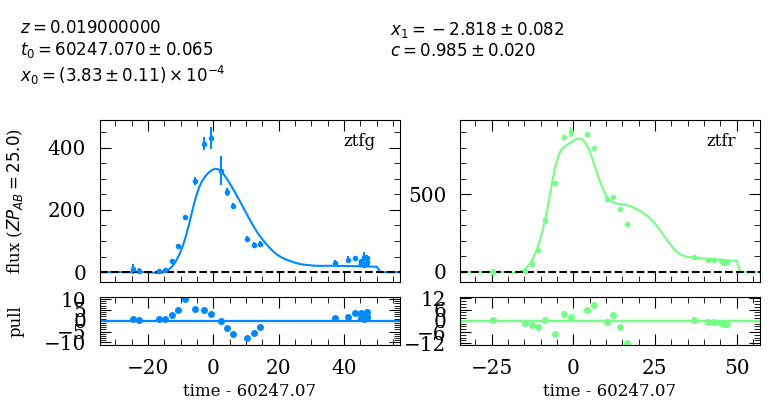 z = 0.019000000
t₀ = 60247.070 ± 0.065
x₀ = (3.83 ± 0.11) × 10⁻⁴
x₁ = −2.818 ± 0.082
c = 0.985 ± 0.020
flux (ZP_AB = 25.0)
400
200
0
ztfg
500
0
ztfr
pull
10
5
0
−5
−10
−20
0
20
40
time - 60247.07
12
6
0
−6
−12
−25
0
25
50
time - 60247.07